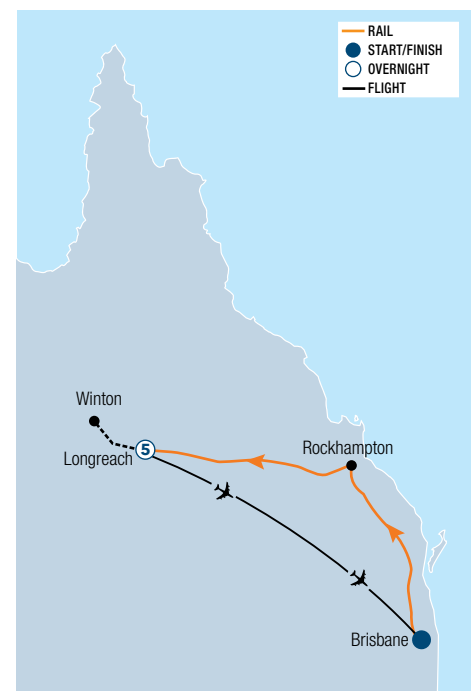 RAIL
START/FINISH
OVERNIGHT
FLIGHT
Winton
5
Longreach
Rockhampton
Brisbane